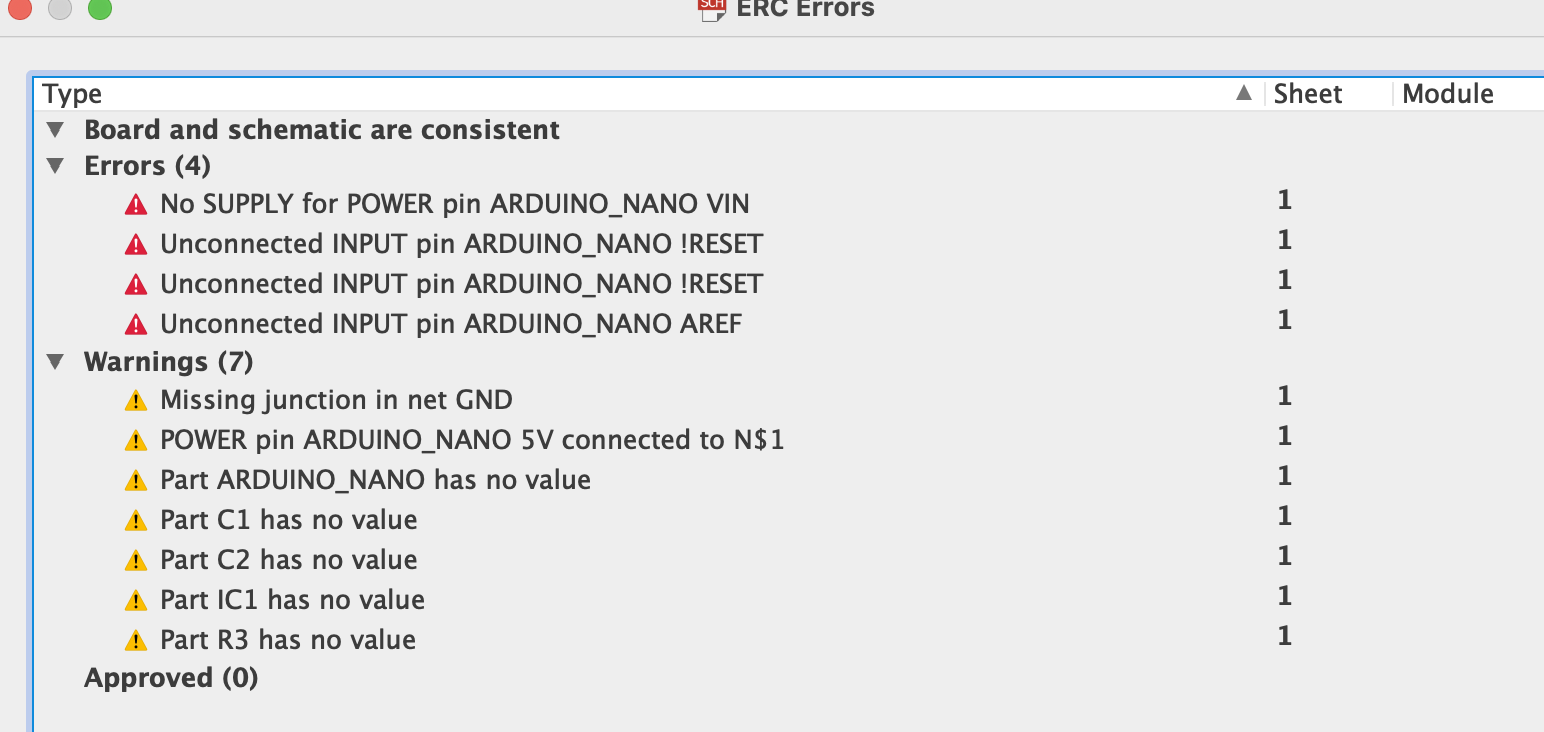 SCH ERC Errors
Type Sheet Module
Board and schematic are consistent
Errors (4)
No SUPPLY for POWER pin ARDUINO_NANO VIN 1
Unconnected INPUT pin ARDUINO_NANO !RESET 1
Unconnected INPUT pin ARDUINO_NANO !RESET 1
Unconnected INPUT pin ARDUINO_NANO AREF 1
Warnings (7)
Missing junction in net GND 1
POWER pin ARDUINO_NANO 5V connected to N$1 1
Part ARDUINO_NANO has no value 1
Part C1 has no value 1
Part C2 has no value 1
Part IC1 has no value 1
Part R3 has no value 1
Approved (0)